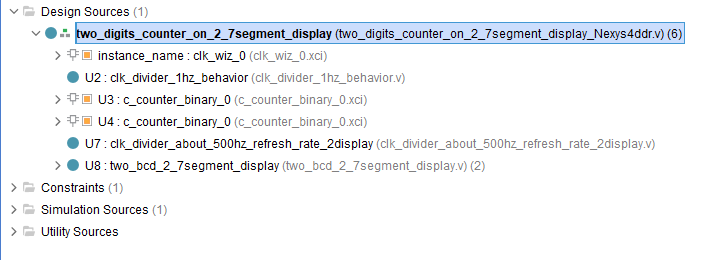 Design Sources (1)
two_digits_counter_on_2_7segment_display (two_digits_counter_on_2_7segment_display_Nexys4ddr.v) (6)
instance_name : clk_wiz_0 (clk_wiz_0.xci)
U2 : clk_divider_1hz_behavior (clk_divider_1hz_behavior.v)
U3 : c_counter_binary_0 (c_counter_binary_0.xci)
U4 : c_counter_binary_0 (c_counter_binary_0.xci)
U7 : clk_divider_about_500hz_refresh_rate_2display (clk_divider_about_500hz_refresh_rate_2display.v)
U8 : two_bcd_2_7segment_display (two_bcd_2_7segment_display.v) (2)
Constraints (1)
Simulation Sources (1)
Utility Sources